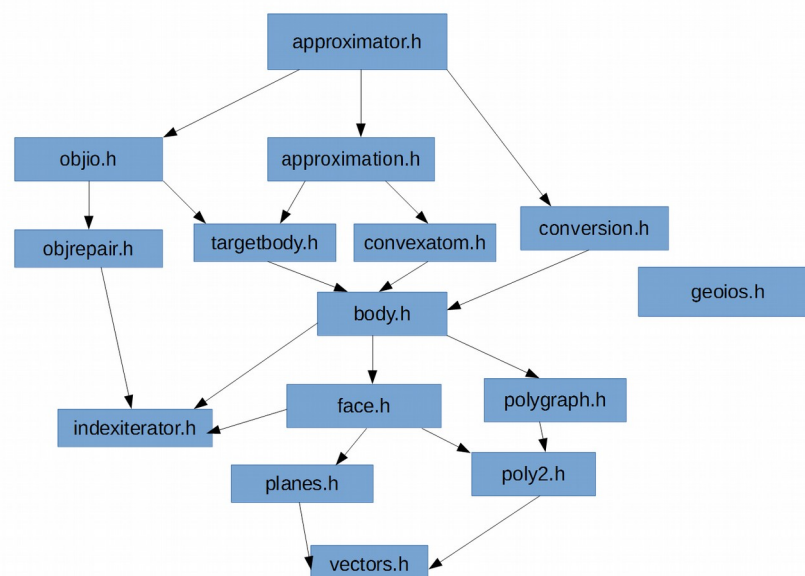 approximator.h
objio.h
approximation.h
objrepair.h
targetbody.h
convexatom.h
conversion.h
geoios.h
body.h
indexiterator.h
face.h
polygraph.h
planes.h
poly2.h
vectors.h